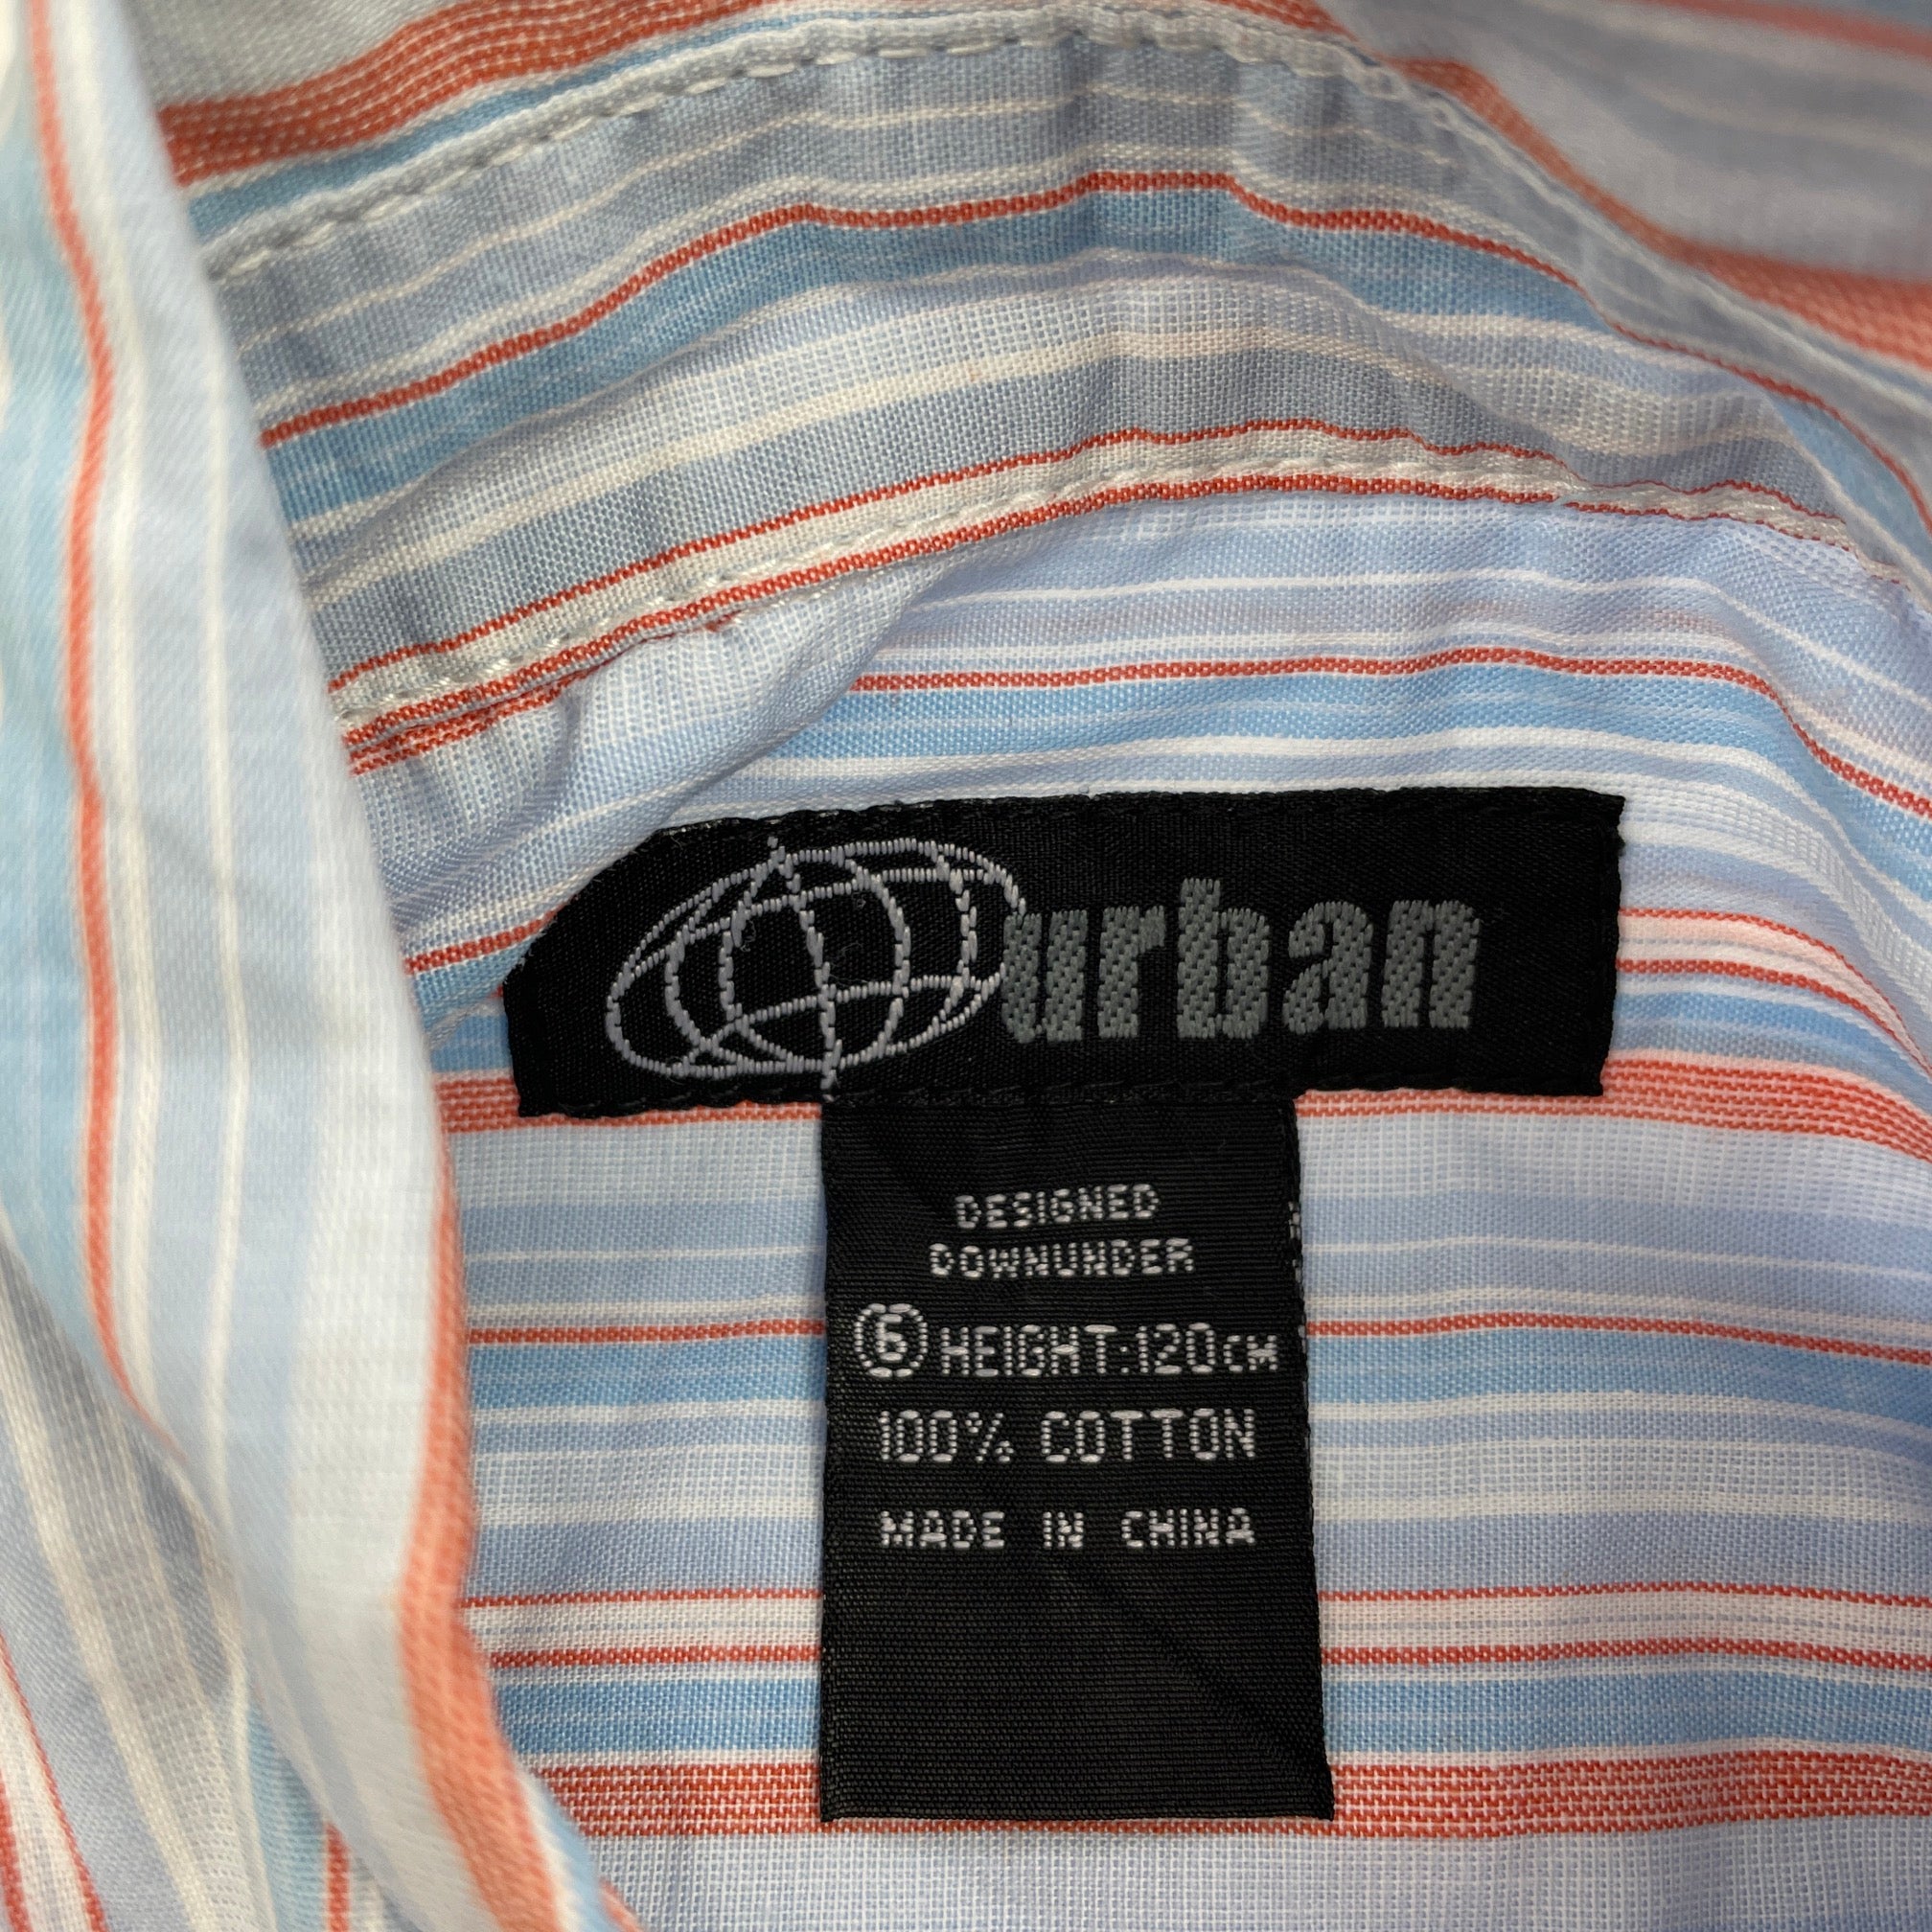 urban
DESIGNED
DOWNUNDER
6 HEIGHT:120CM
100% COTTON
MADE IN CHINA